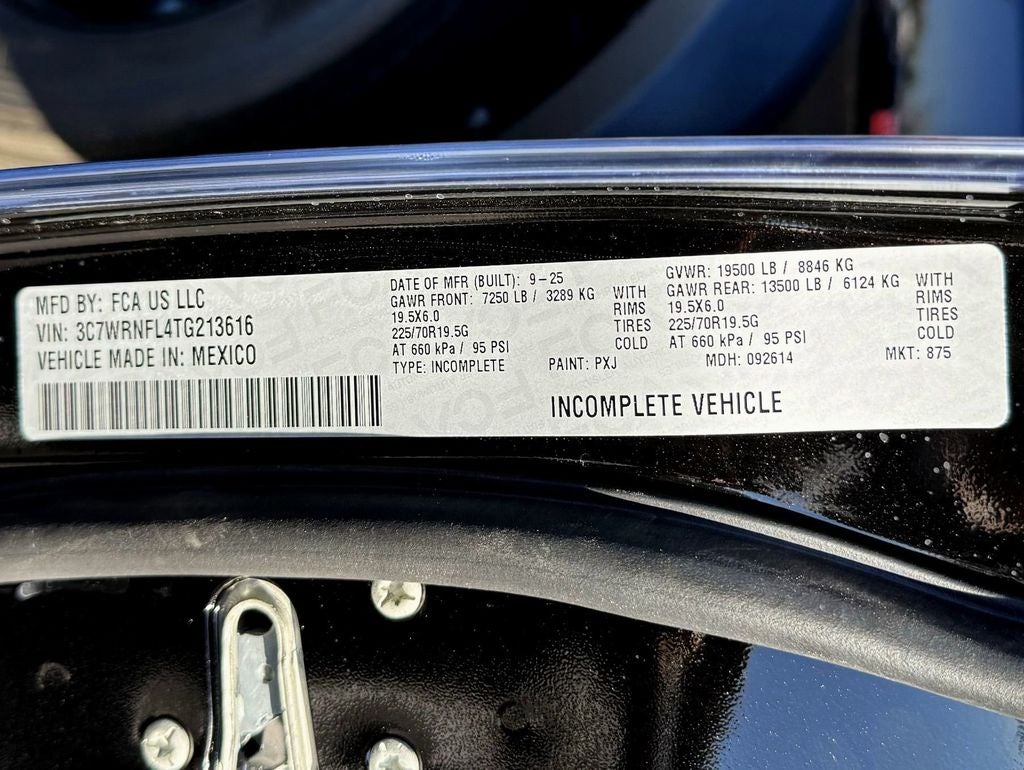 MFD BY: FCA US LLC
VIN: 3C7WRNFL4TG213616
VEHICLE MADE IN: MEXICO
DATE OF MFR (BUILT): 9-25
GAWR FRONT: 7250 LB / 3289 KG WITH
19.5X6.0 RIMS
225/70R19.5G TIRES
AT 660 kPa / 95 PSI COLD
TYPE: INCOMPLETE PAINT: PXJ
GVWR: 19500 LB / 8846 KG
GAWR REAR: 13500 LB / 6124 KG WITH
19.5X6.0 RIMS
225/70R19.5G TIRES
AT 660 kPa / 95 PSI COLD
MDH: 092614 MKT: 875
INCOMPLETE VEHICLE